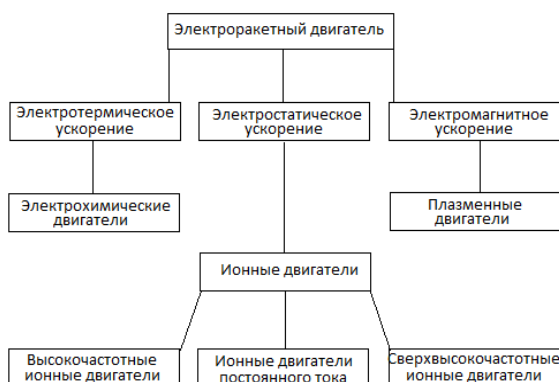 Электроракетный двигатель
Электротермическое
ускорение
Электростатическое
ускорение
Электромагнитное
ускорение
Электрохимические
двигатели
Плазменные
двигатели
Ионные двигатели
Высокочастотные
ионные двигатели
Ионные двигатели
постоянного тока
Сверхвысокочастотные
ионные двигатели